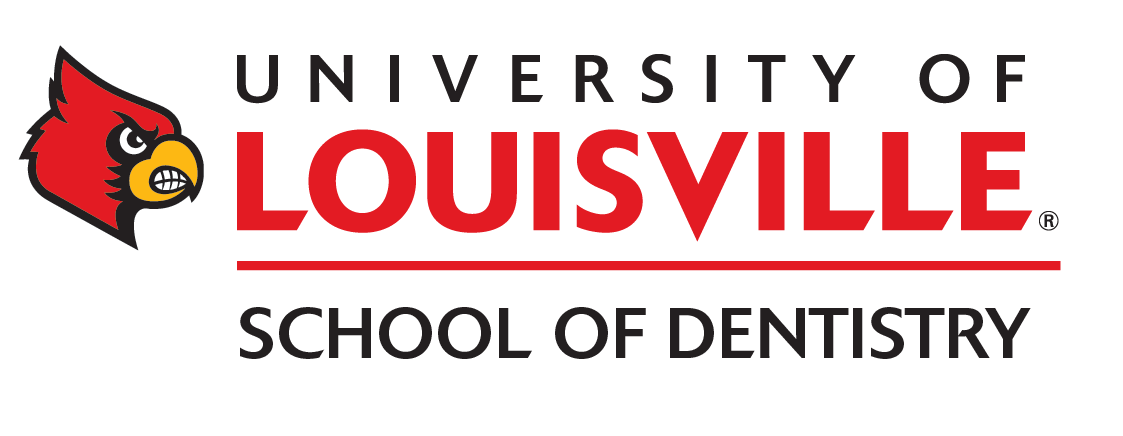 UNIVERSITY OF
LOUISVILLE®
SCHOOL OF DENTISTRY